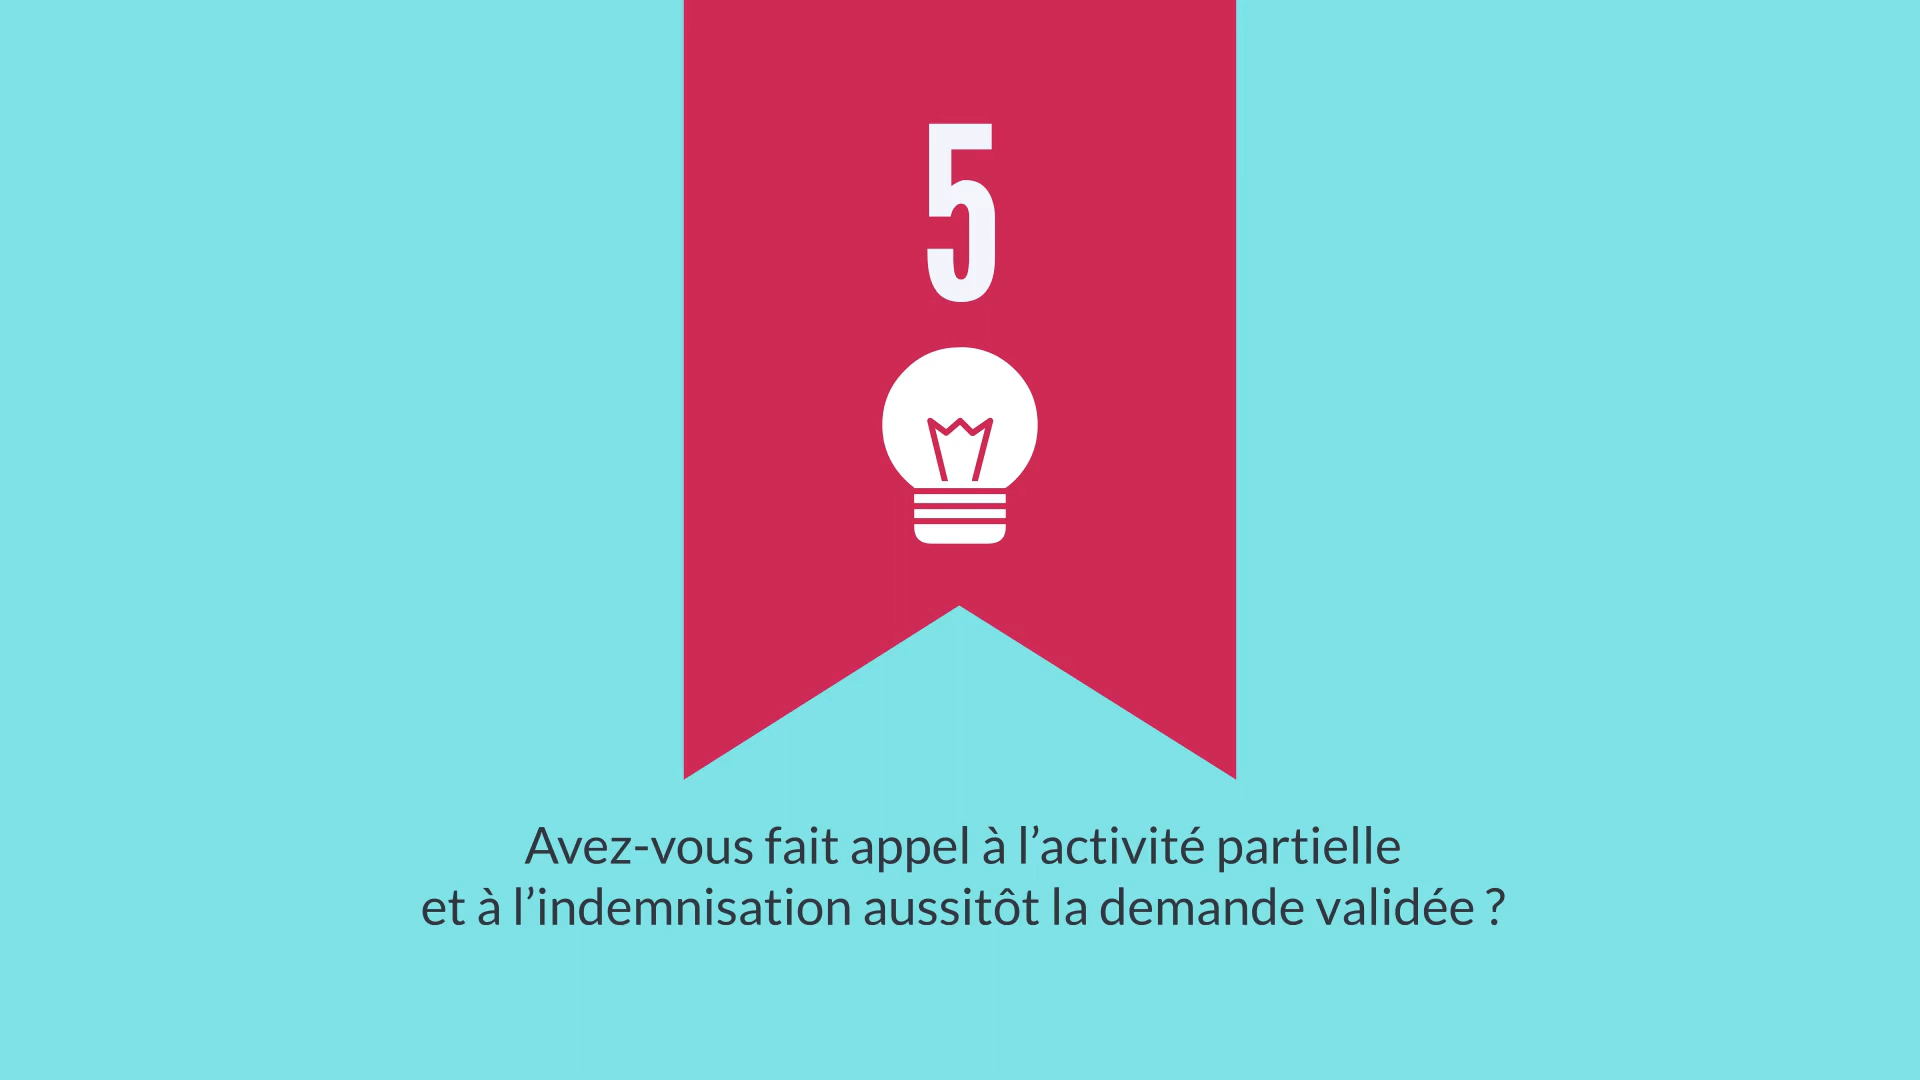 5
Avez-vous fait appel à l’activité partielle
et à l’indemnisation aussitôt la demande validée ?